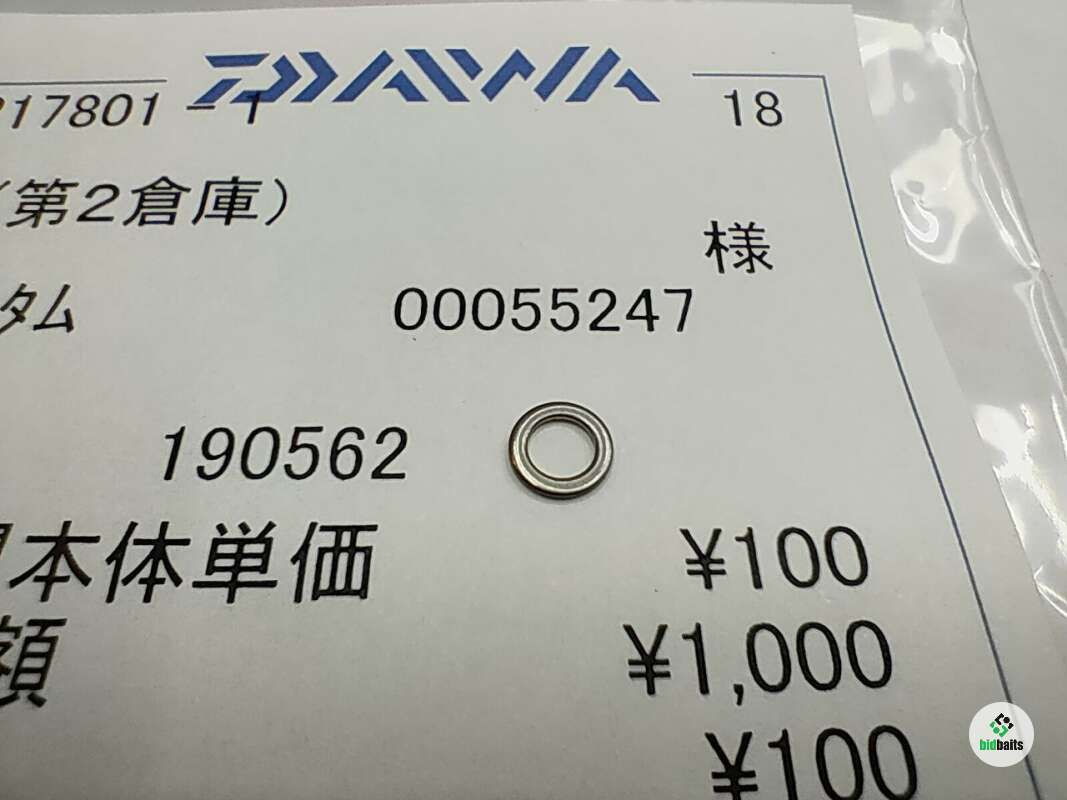 DAIWA
217801 - 1 18
(第2倉庫)
様
タム 00055247
190562
本体単価 ¥100
額 ¥1,000
¥100
bidbaits